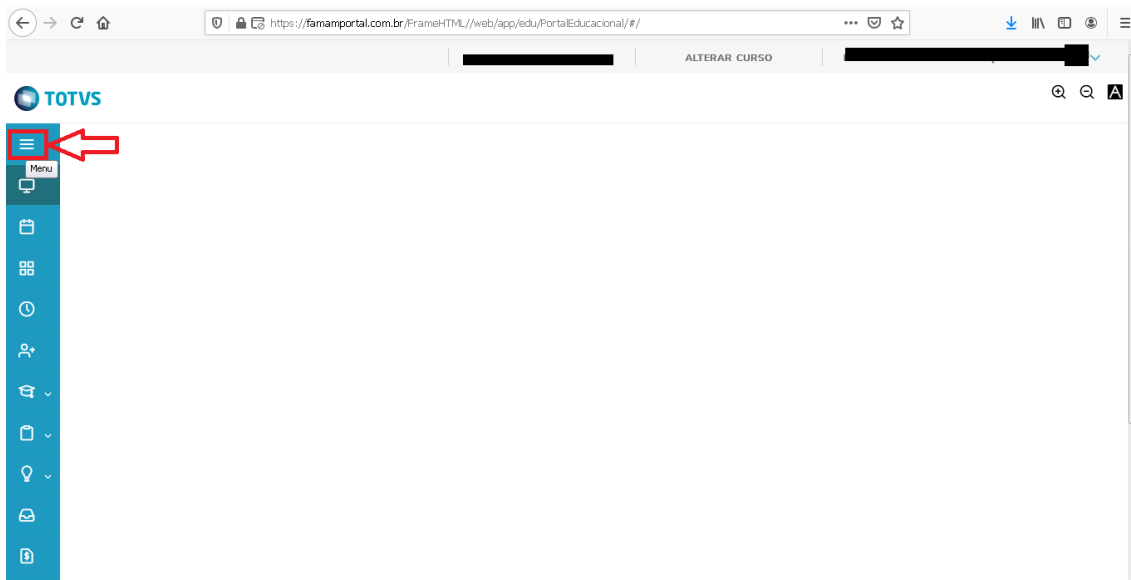 https://famamportal.com.br/FrameHTML//web/app/edu/PortalEducacional/#/
ALTERAR CURSO
TOTVS
A
Menu